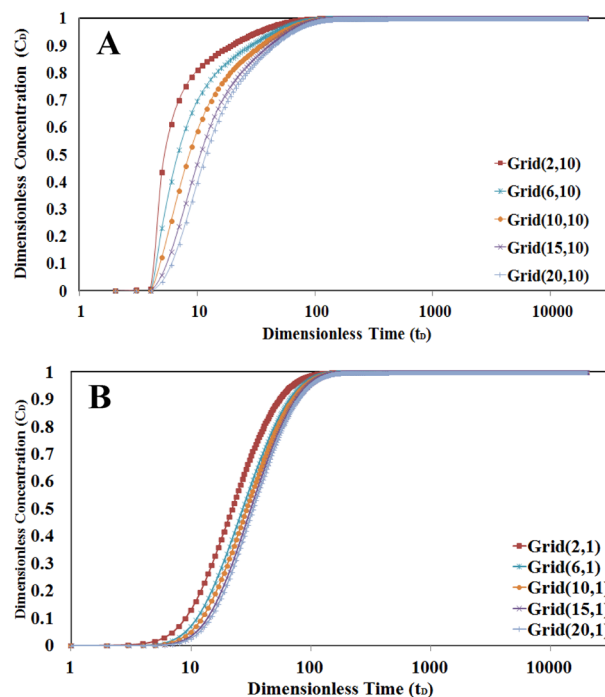 A
Dimensionless Concentration (CD)
1
0.9
0.8
0.7
0.6
0.5
0.4
0.3
0.2
0.1
0
Grid(2,10)
Grid(6,10)
Grid(10,10)
Grid(15,10)
Grid(20,10)
1
10
100
1000
10000
Dimensionless Time (tD)
B
Dimensionless Concentration (CD)
1
0.9
0.8
0.7
0.6
0.5
0.4
0.3
0.2
0.1
0
Grid(2,1)
Grid(6,1)
Grid(10,1)
Grid(15,1)
Grid(20,1)
1
10
100
1000
10000
Dimensionless Time (tD)